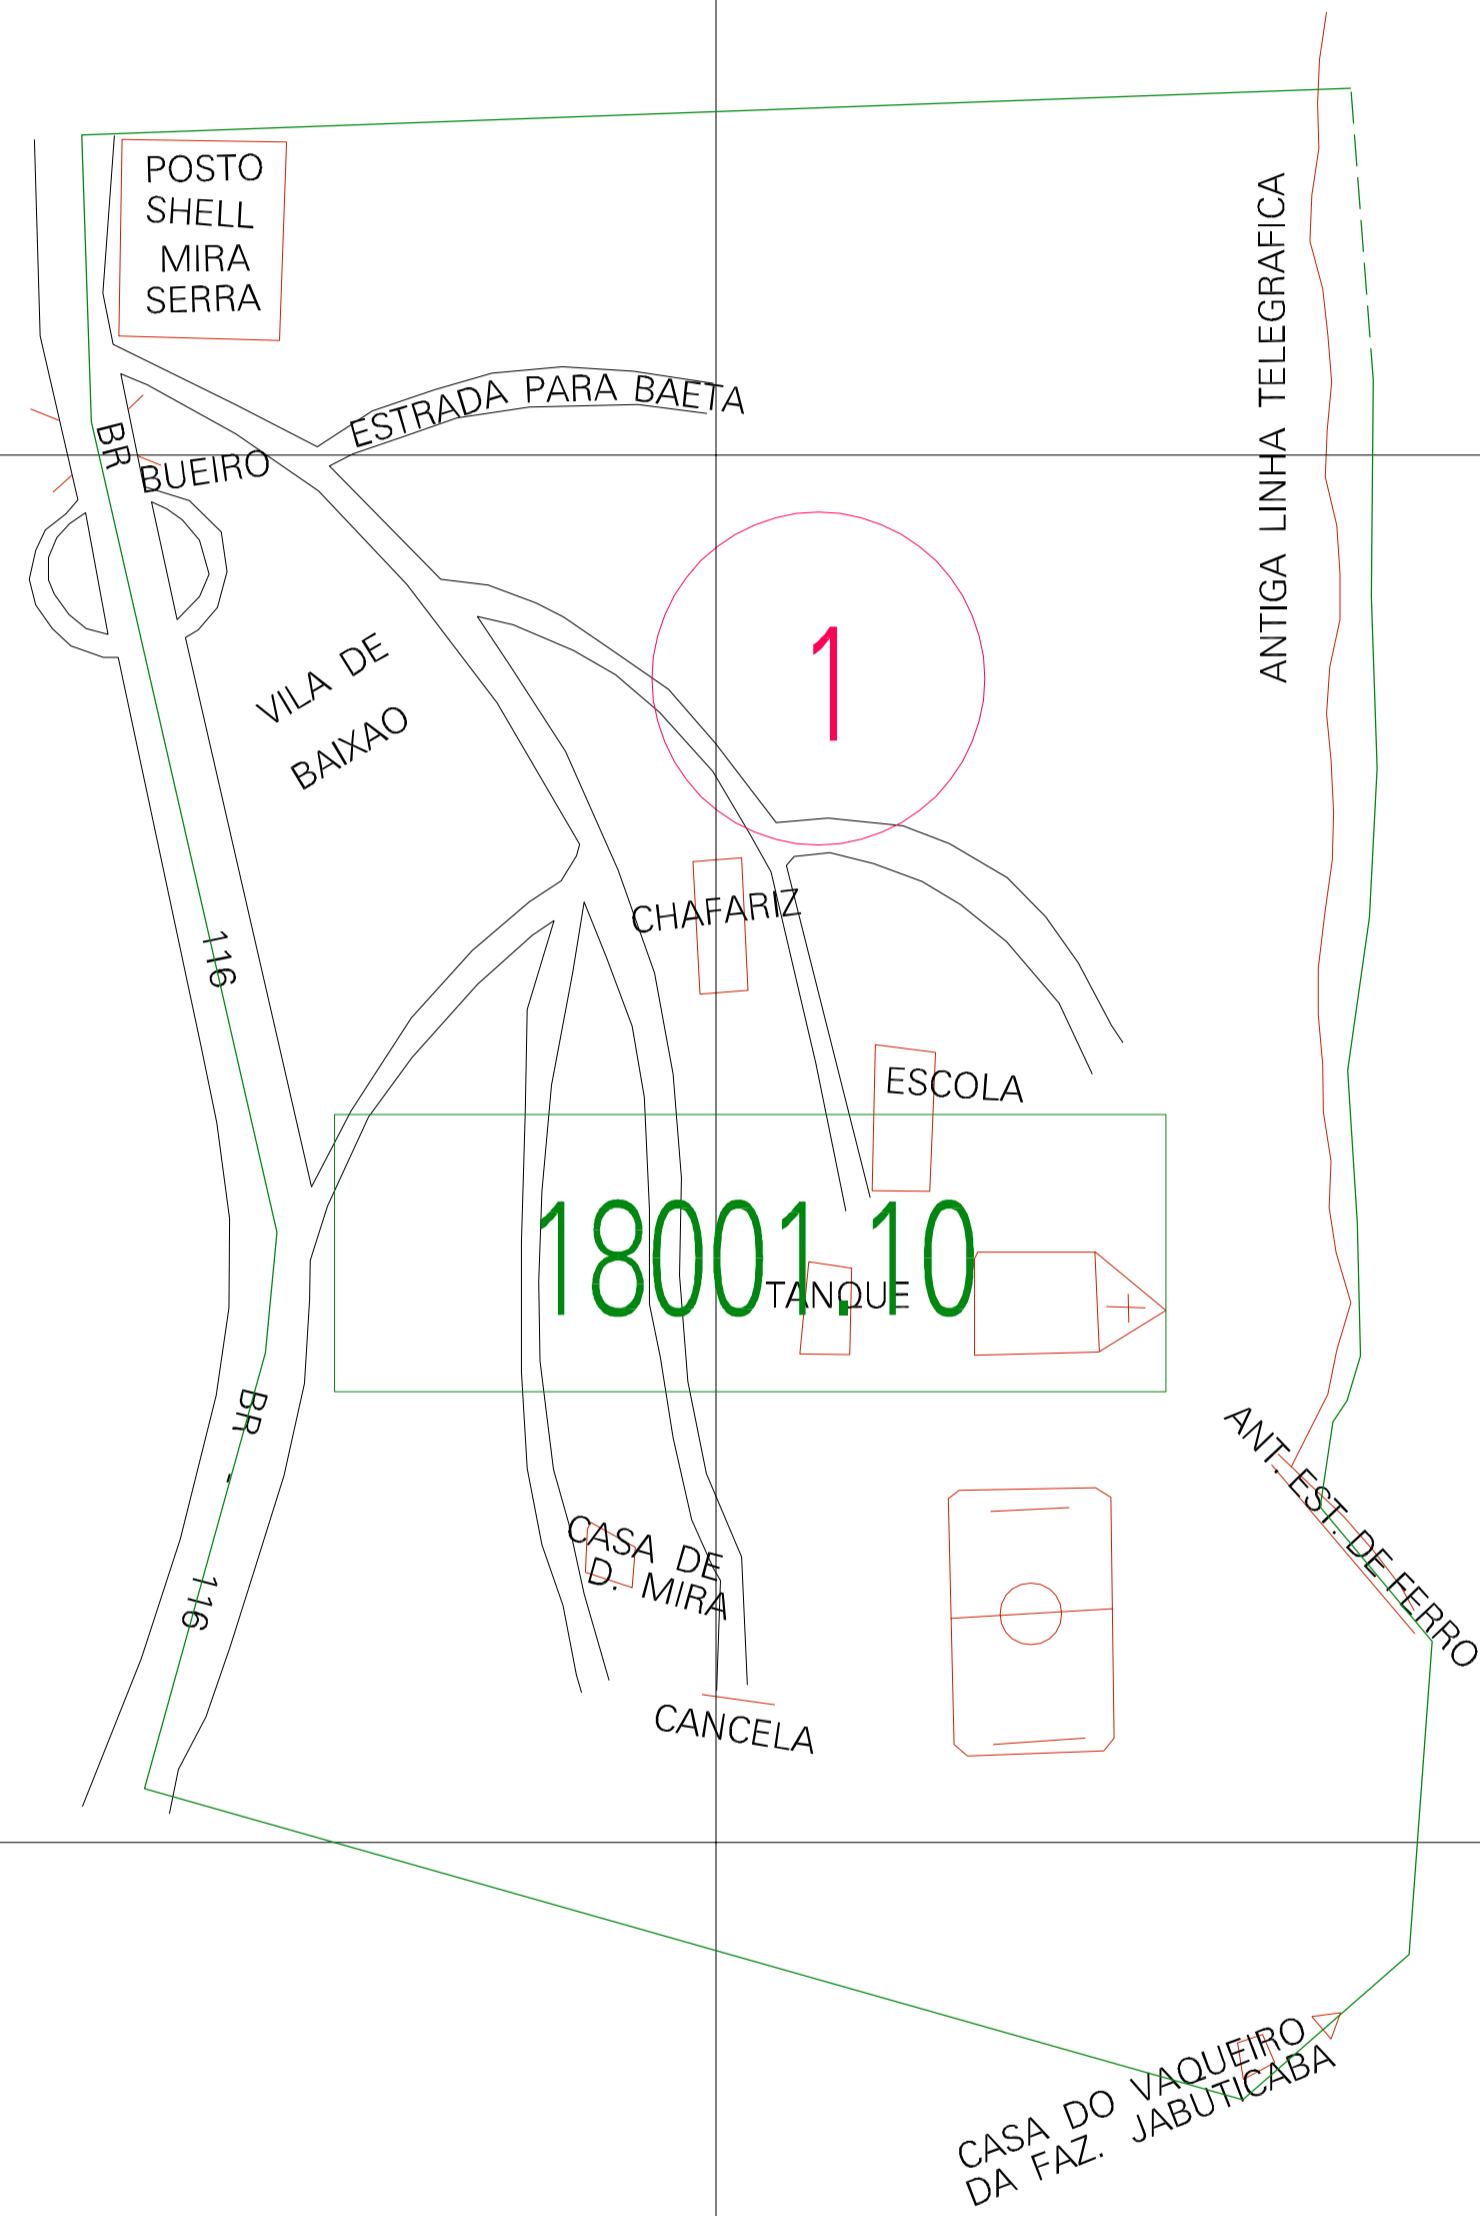 POSTO
SHELL
MIRA
SERRA
ESTRADA PARA BAETA
ANTIGA LINHA TELEGRAFICA
BR
BUEIRO
1
VILA DE
BAIXAO
CHAFARIZ
116
ESCOLA
18001.10
TANQUE
BR -
116
ANT. EST. DE FERRO
CASA DE
D. MIRA
CANCELA
CASA DO VAQUEIRO
DA FAZ. JABUTICABA